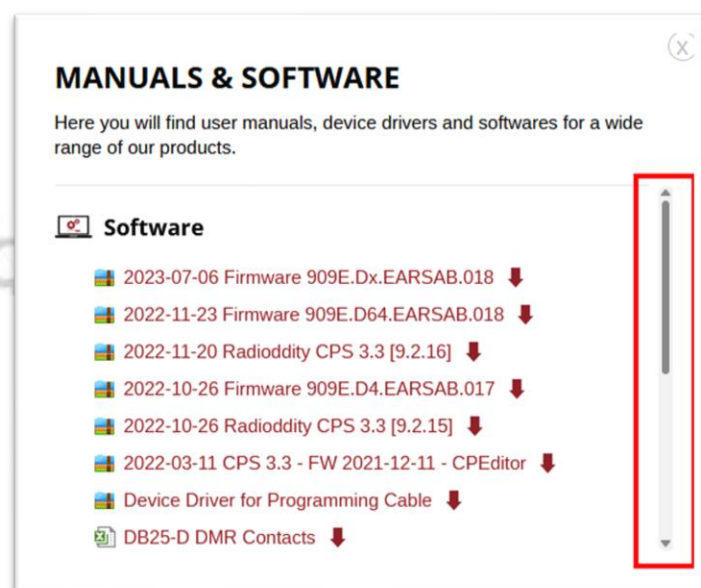 (X)
MANUALS & SOFTWARE
Here you will find user manuals, device drivers and softwares for a wide
range of our products.
Software
2023-07-06 Firmware 909E.Dx.EARSAB.018
2022-11-23 Firmware 909E.D64.EARSAB.018
2022-11-20 Radioddity CPS 3.3 [9.2.16]
2022-10-26 Firmware 909E.D4.EARSAB.017
2022-10-26 Radioddity CPS 3.3 [9.2.15]
2022-03-11 CPS 3.3 - FW 2021-12-11 - CPEditor
Device Driver for Programming Cable
DB25-D DMR Contacts